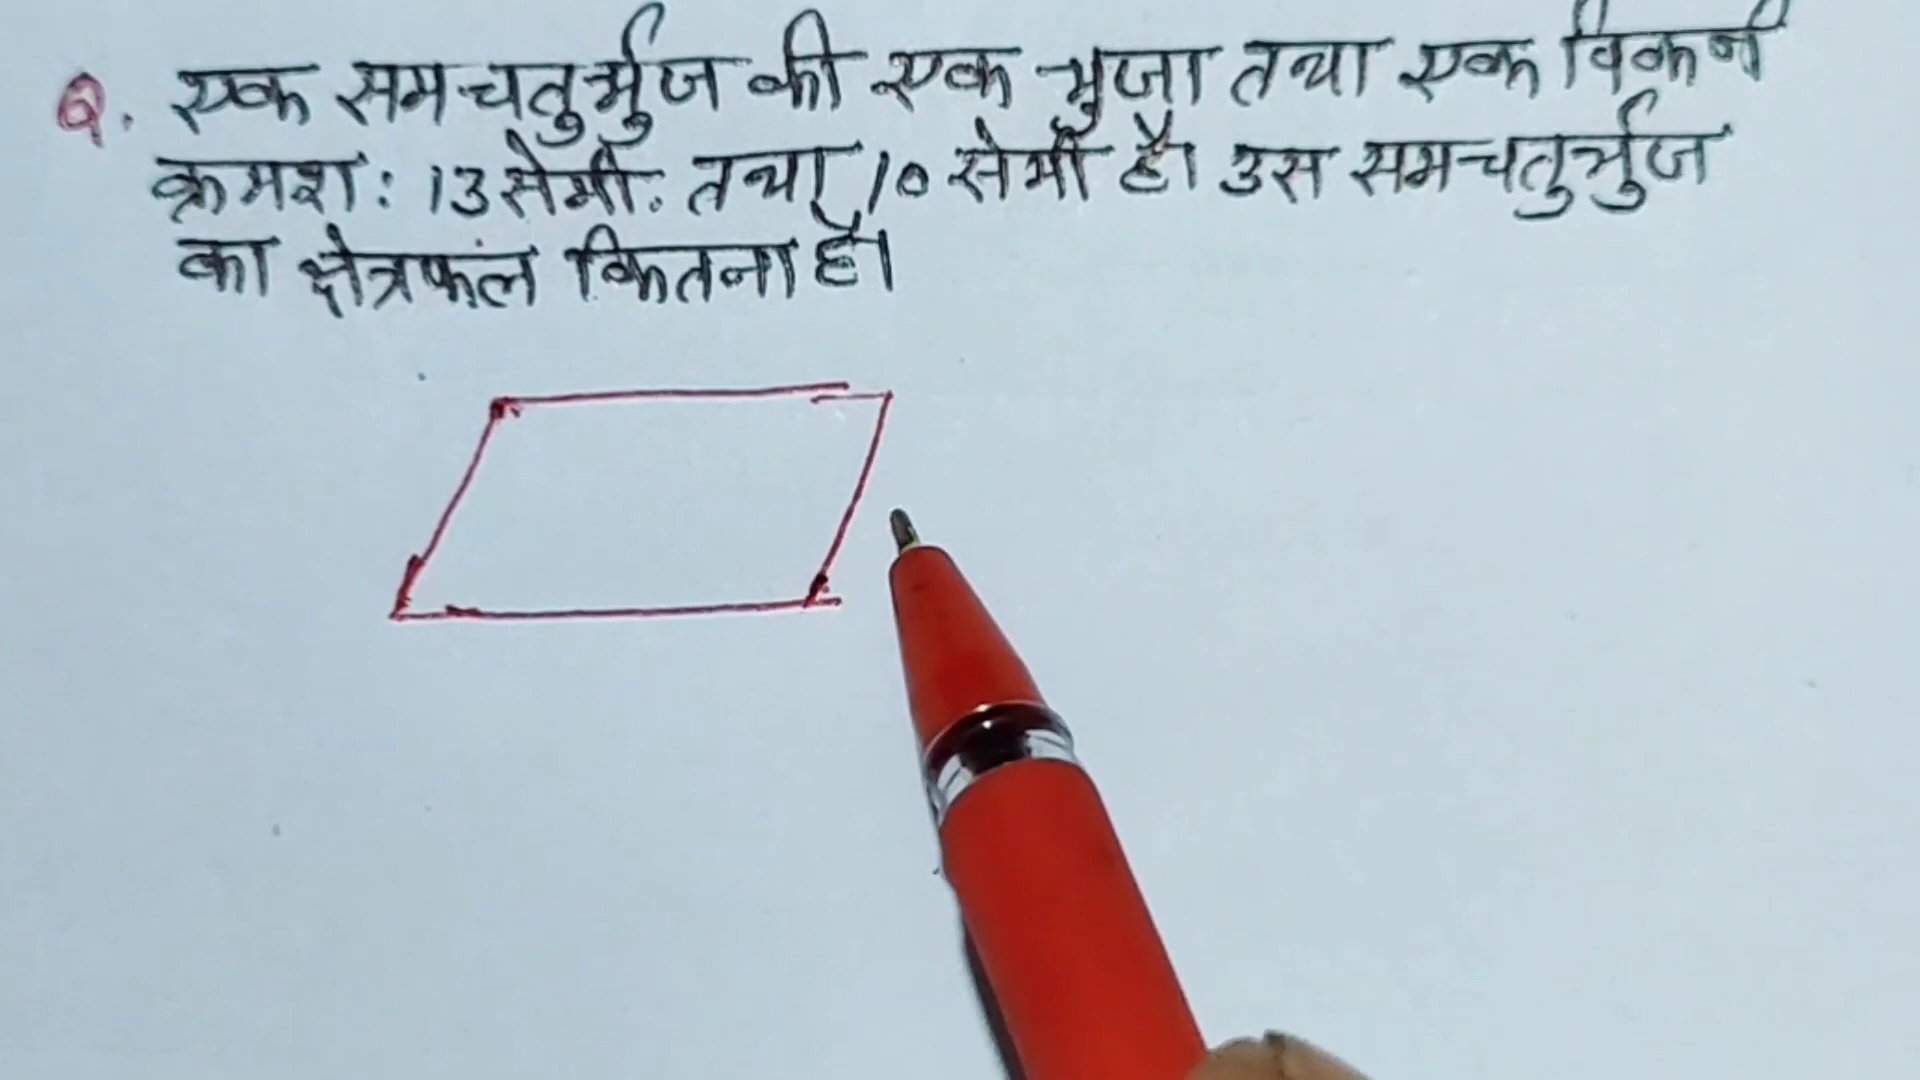 Q. एक समचतुर्भुज की एक भुजा तथा एक विकर्ण
क्रमश: 13 सेमी. तथा 10 सेमी है। उस समचतुर्भुज
का क्षेत्रफल कितना है।